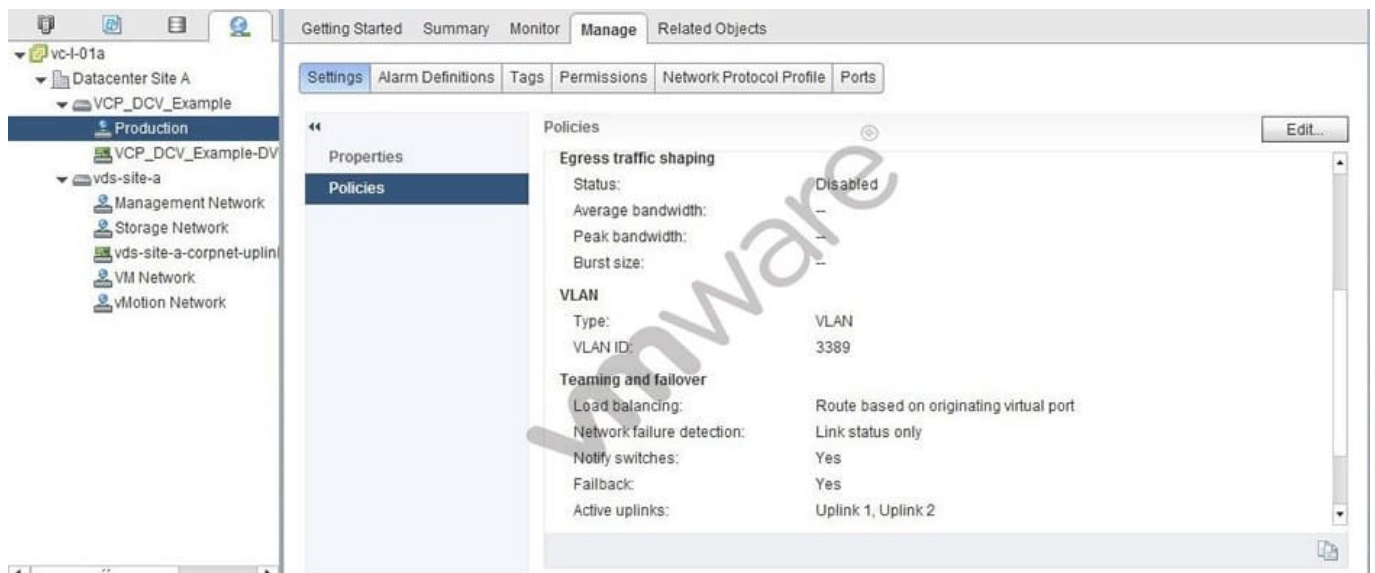 Getting Started Summary Monitor Manage Related Objects
vc-l-01a
Datacenter Site A
VCP_DCV_Example
Production
VCP_DCV_Example-DV
vds-site-a
Management Network
Storage Network
vds-site-a-corpnet-uplin
VM Network
vMotion Network
Settings Alarm Definitions Tags Permissions Network Protocol Profile Ports
Properties
Policies
Policies
Edit...
Egress traffic shaping
Status: Disabled
Average bandwidth: --
Peak bandwidth: --
Burst size: --
VLAN
Type: VLAN
VLAN ID: 3389
Teaming and failover
Load balancing: Route based on originating virtual port
Network failure detection: Link status only
Notify switches: Yes
Failback: Yes
Active uplinks: Uplink 1, Uplink 2
vmware